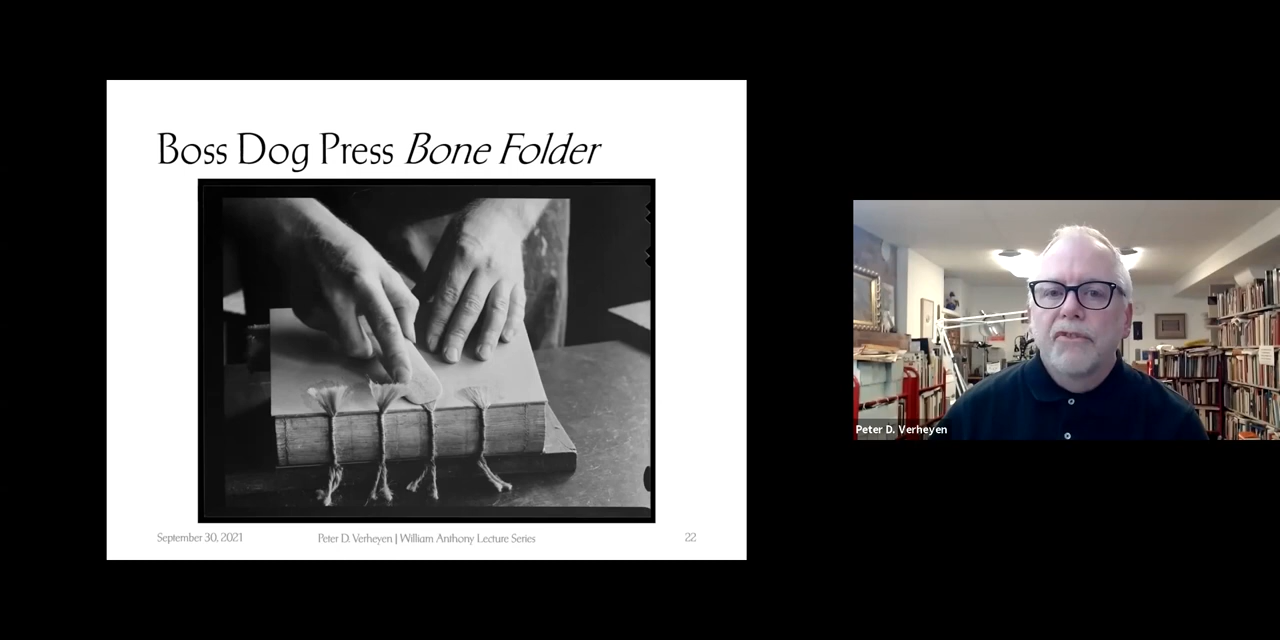 Boss Dog Press Bone Folder
September 30, 2021
Peter D. Verheyen | William Anthony Lecture Series
22
Peter D. Verheyen